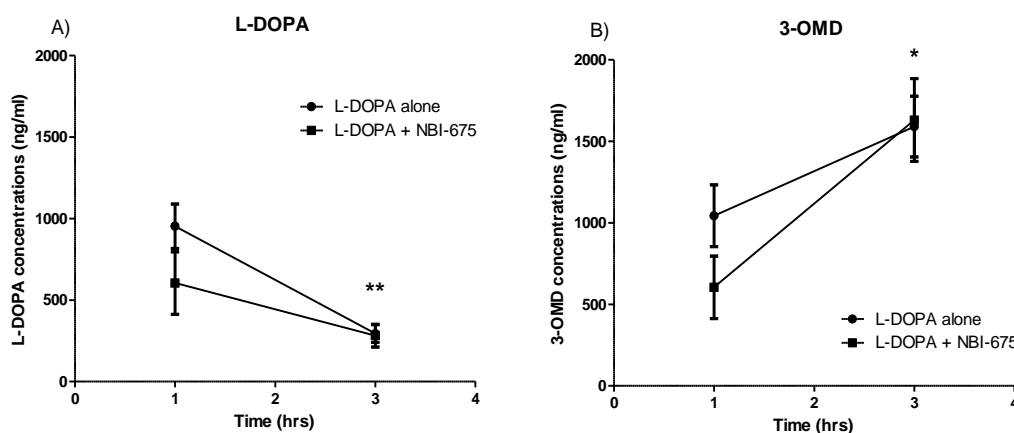 A)
L-DOPA
L-DOPA concentrations (ng/ml)
2000
1500
1000
500
0
L-DOPA alone
L-DOPA + NBI-675
**
0
1
2
3
4
Time (hrs)
B)
3-OMD
3-OMD concentrations (ng/ml)
2000
1500
1000
500
0
*
L-DOPA alone
L-DOPA + NBI-675
0
1
2
3
4
Time (hrs)